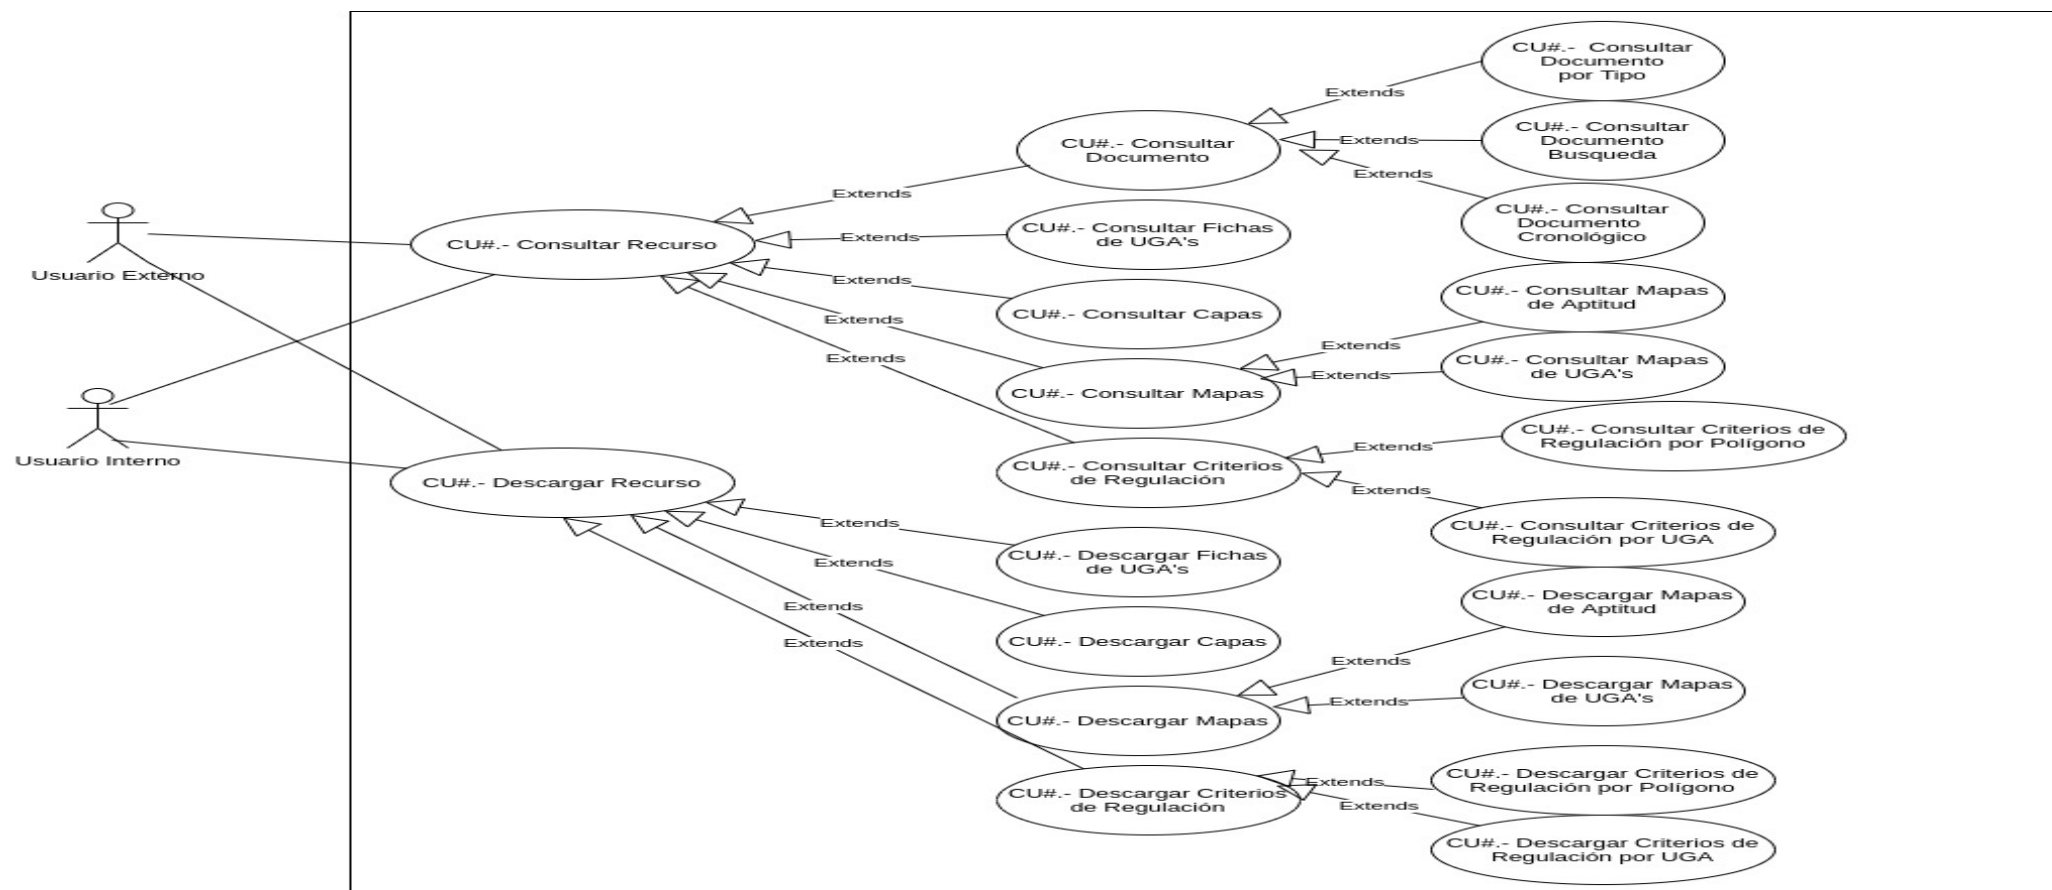 CU#.- Consultar
Documento
por Tipo
Extends
CU#.- Consultar
Documento
Busqueda
Extends
CU#.- Consultar
Documento
Extends
CU#.- Consultar
Documento
Cronológico
Extends
Usuario Externo
CU#.- Consultar Recurso
Extends
CU#.- Consultar Fichas
de UGA's
Extends
CU#.- Consultar Capas
Extends
CU#.- Consultar Mapas
Extends
CU#.- Consultar Mapas
de Aptitud
Extends
CU#.- Consultar Mapas
de UGA's
Extends
CU#.- Consultar Criterios
de Regulación
Extends
CU#.- Consultar Criterios de
Regulación por Polígono
Extends
CU#.- Consultar Criterios de
Regulación por UGA
Usuario Interno
CU#.- Descargar Recurso
Extends
CU#.- Descargar Fichas
de UGA's
Extends
CU#.- Descargar Capas
Extends
CU#.- Descargar Mapas
Extends
CU#.- Descargar Mapas
de Aptitud
Extends
CU#.- Descargar Mapas
de UGA's
Extends
CU#.- Descargar Criterios
de Regulación
Extends
CU#.- Descargar Criterios de
Regulación por Polígono
Extends
CU#.- Descargar Criterios de
Regulación por UGA